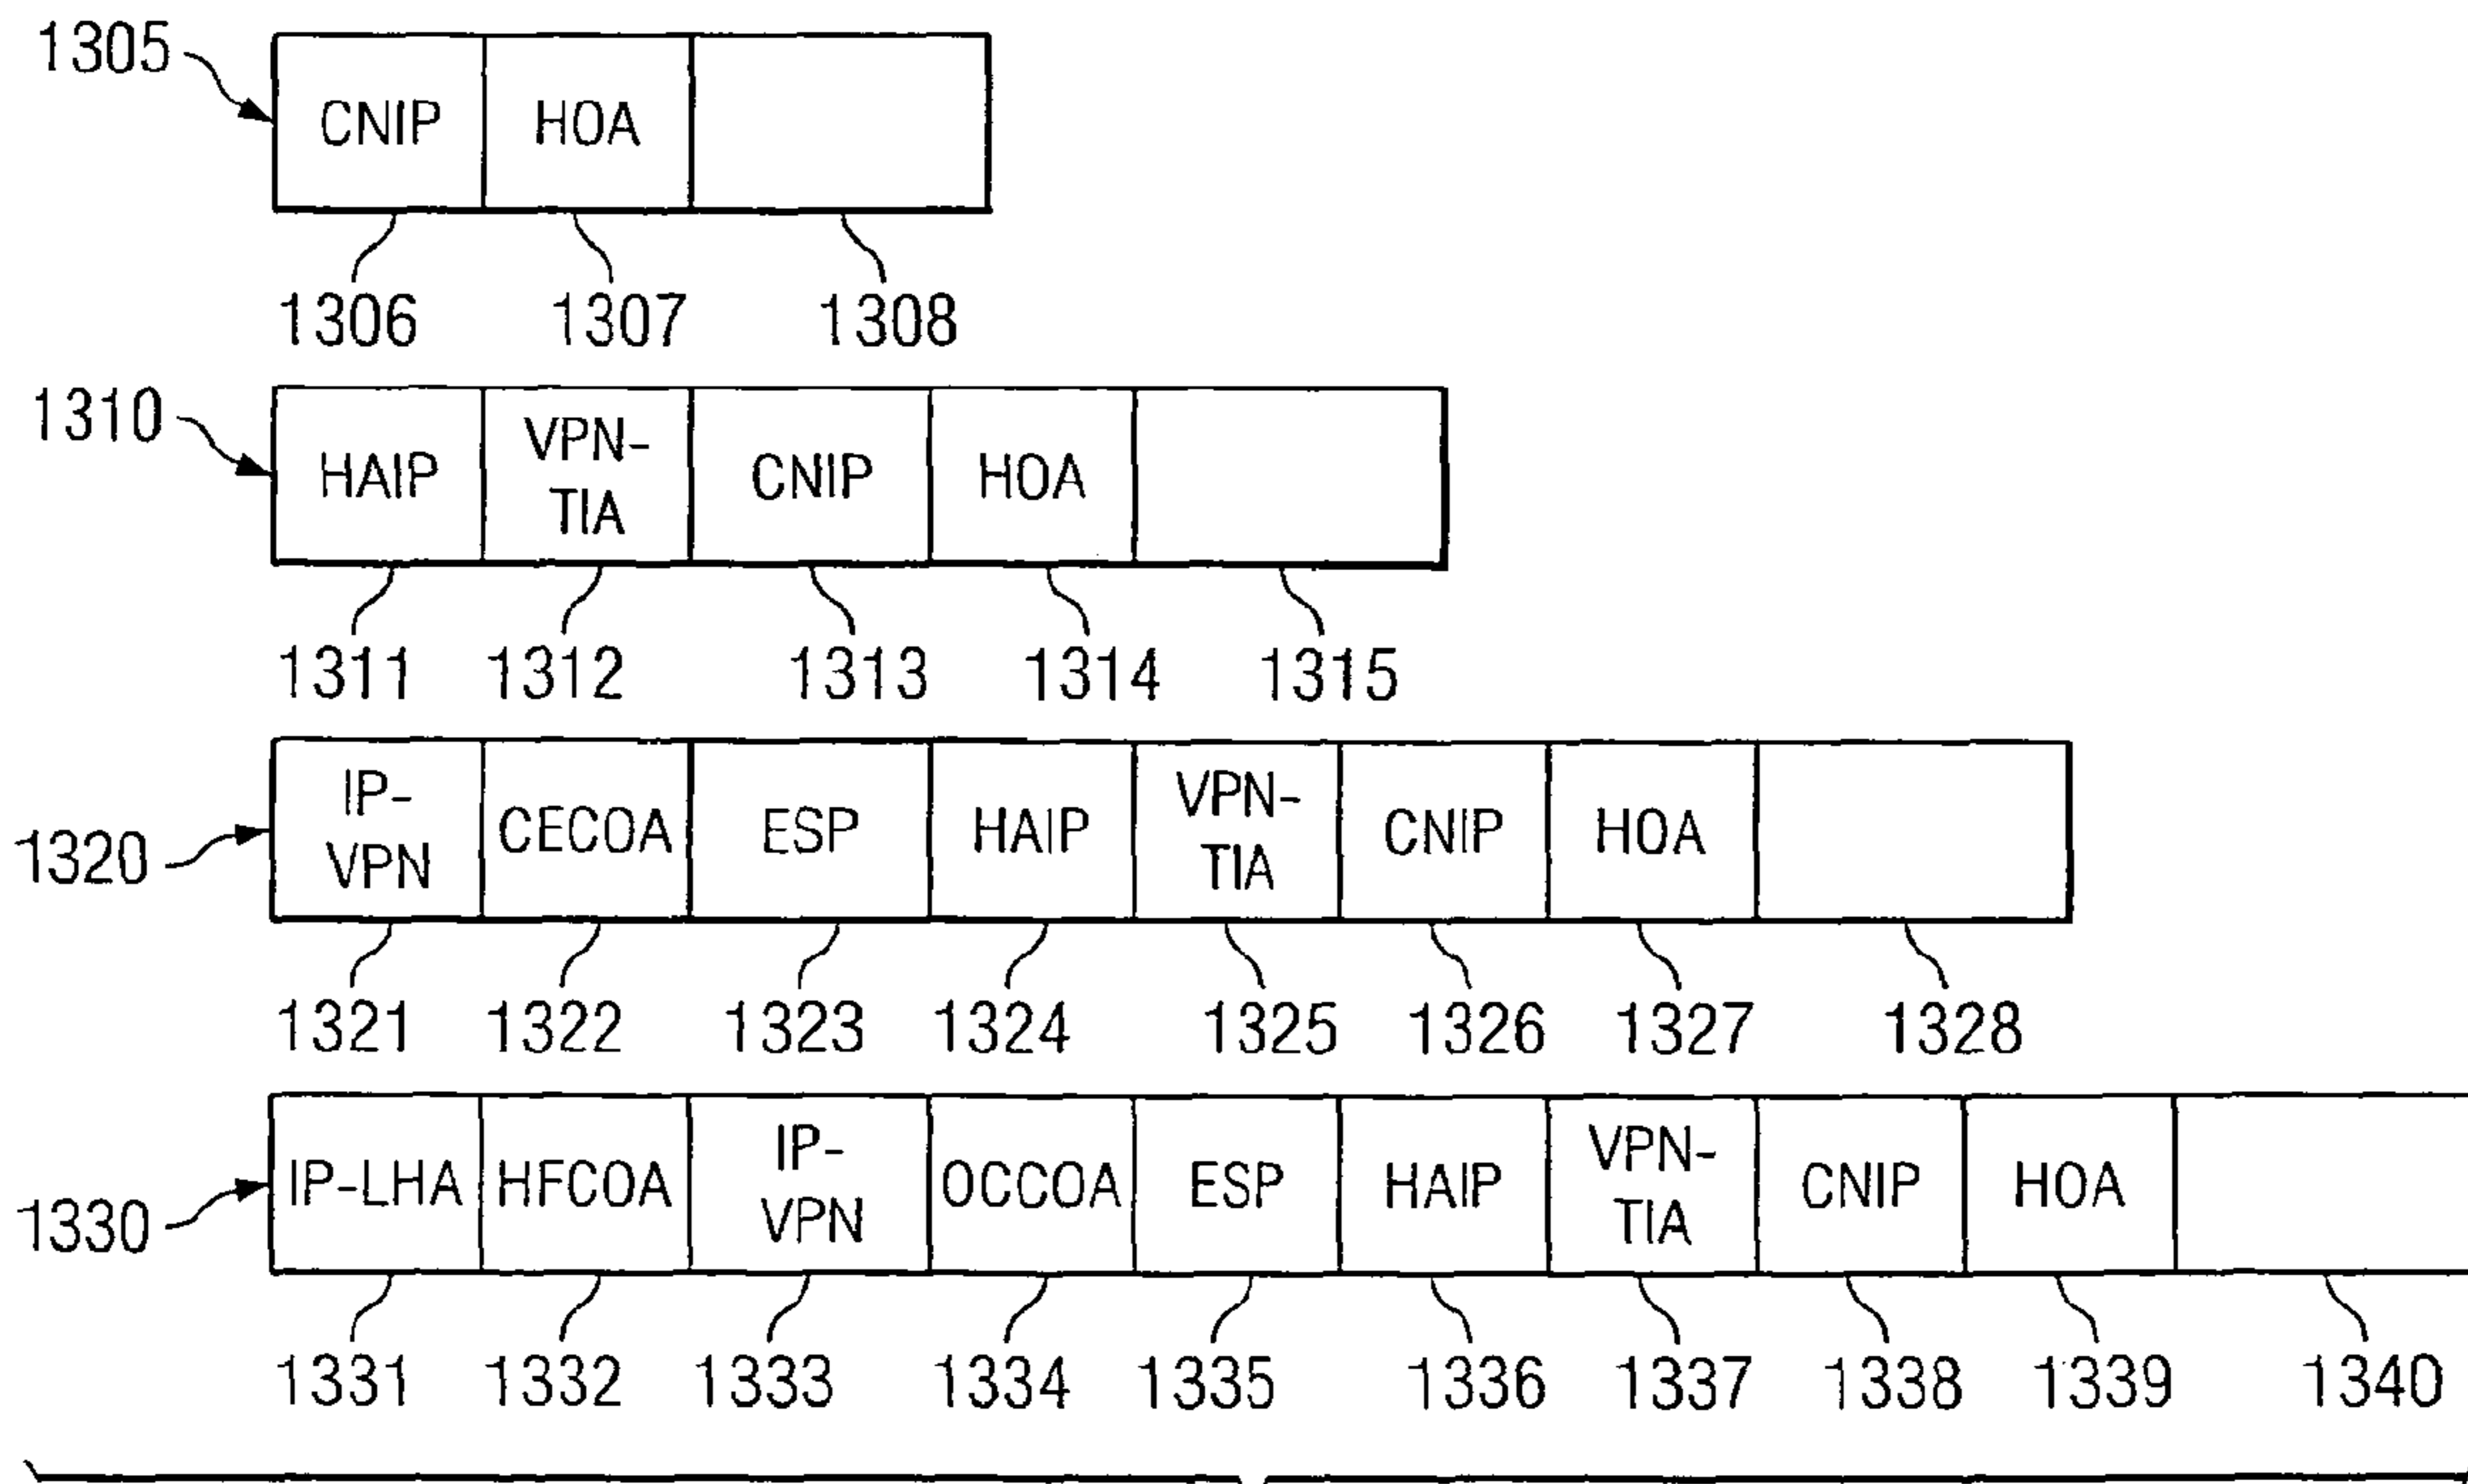 1305
CNIP HOA
1306 1307 1308
1310
HAIP VPN- CNIP HOA
TIA
1311 1312 1313 1314 1315
1320
IP- CECOA ESP HAIP VPN- CNIP HOA
VPN TIA
1321 1322 1323 1324 1325 1326 1327 1328
1330
IP-LHA HFCOA IP- OCCOA ESP HAIP VPN- CNIP HOA
VPN TIA
1331 1332 1333 1334 1335 1336 1337 1338 1339 1340